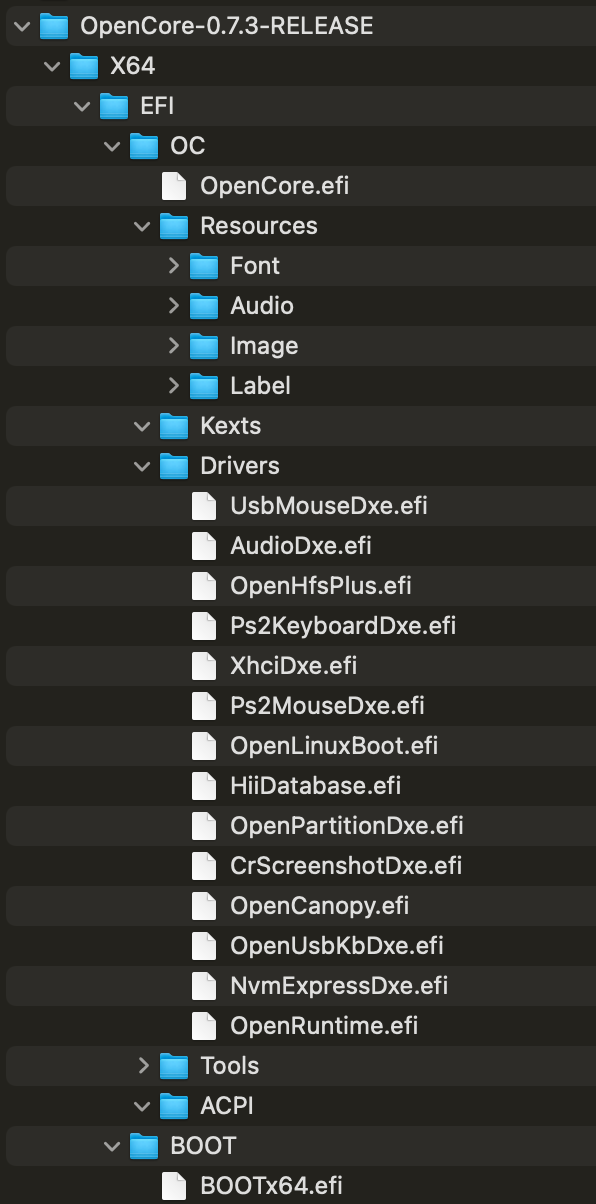 OpenCore-0.7.3-RELEASE
X64
EFI
OC
OpenCore.efi
Resources
Font
Audio
Image
Label
Kexts
Drivers
UsbMouseDxe.efi
AudioDxe.efi
OpenHfsPlus.efi
Ps2KeyboardDxe.efi
XhciDxe.efi
Ps2MouseDxe.efi
OpenLinuxBoot.efi
HiiDatabase.efi
OpenPartitionDxe.efi
CrScreenshotDxe.efi
OpenCanopy.efi
OpenUsbKbDxe.efi
NvmExpressDxe.efi
OpenRuntime.efi
Tools
ACPI
BOOT
BOOTx64.efi